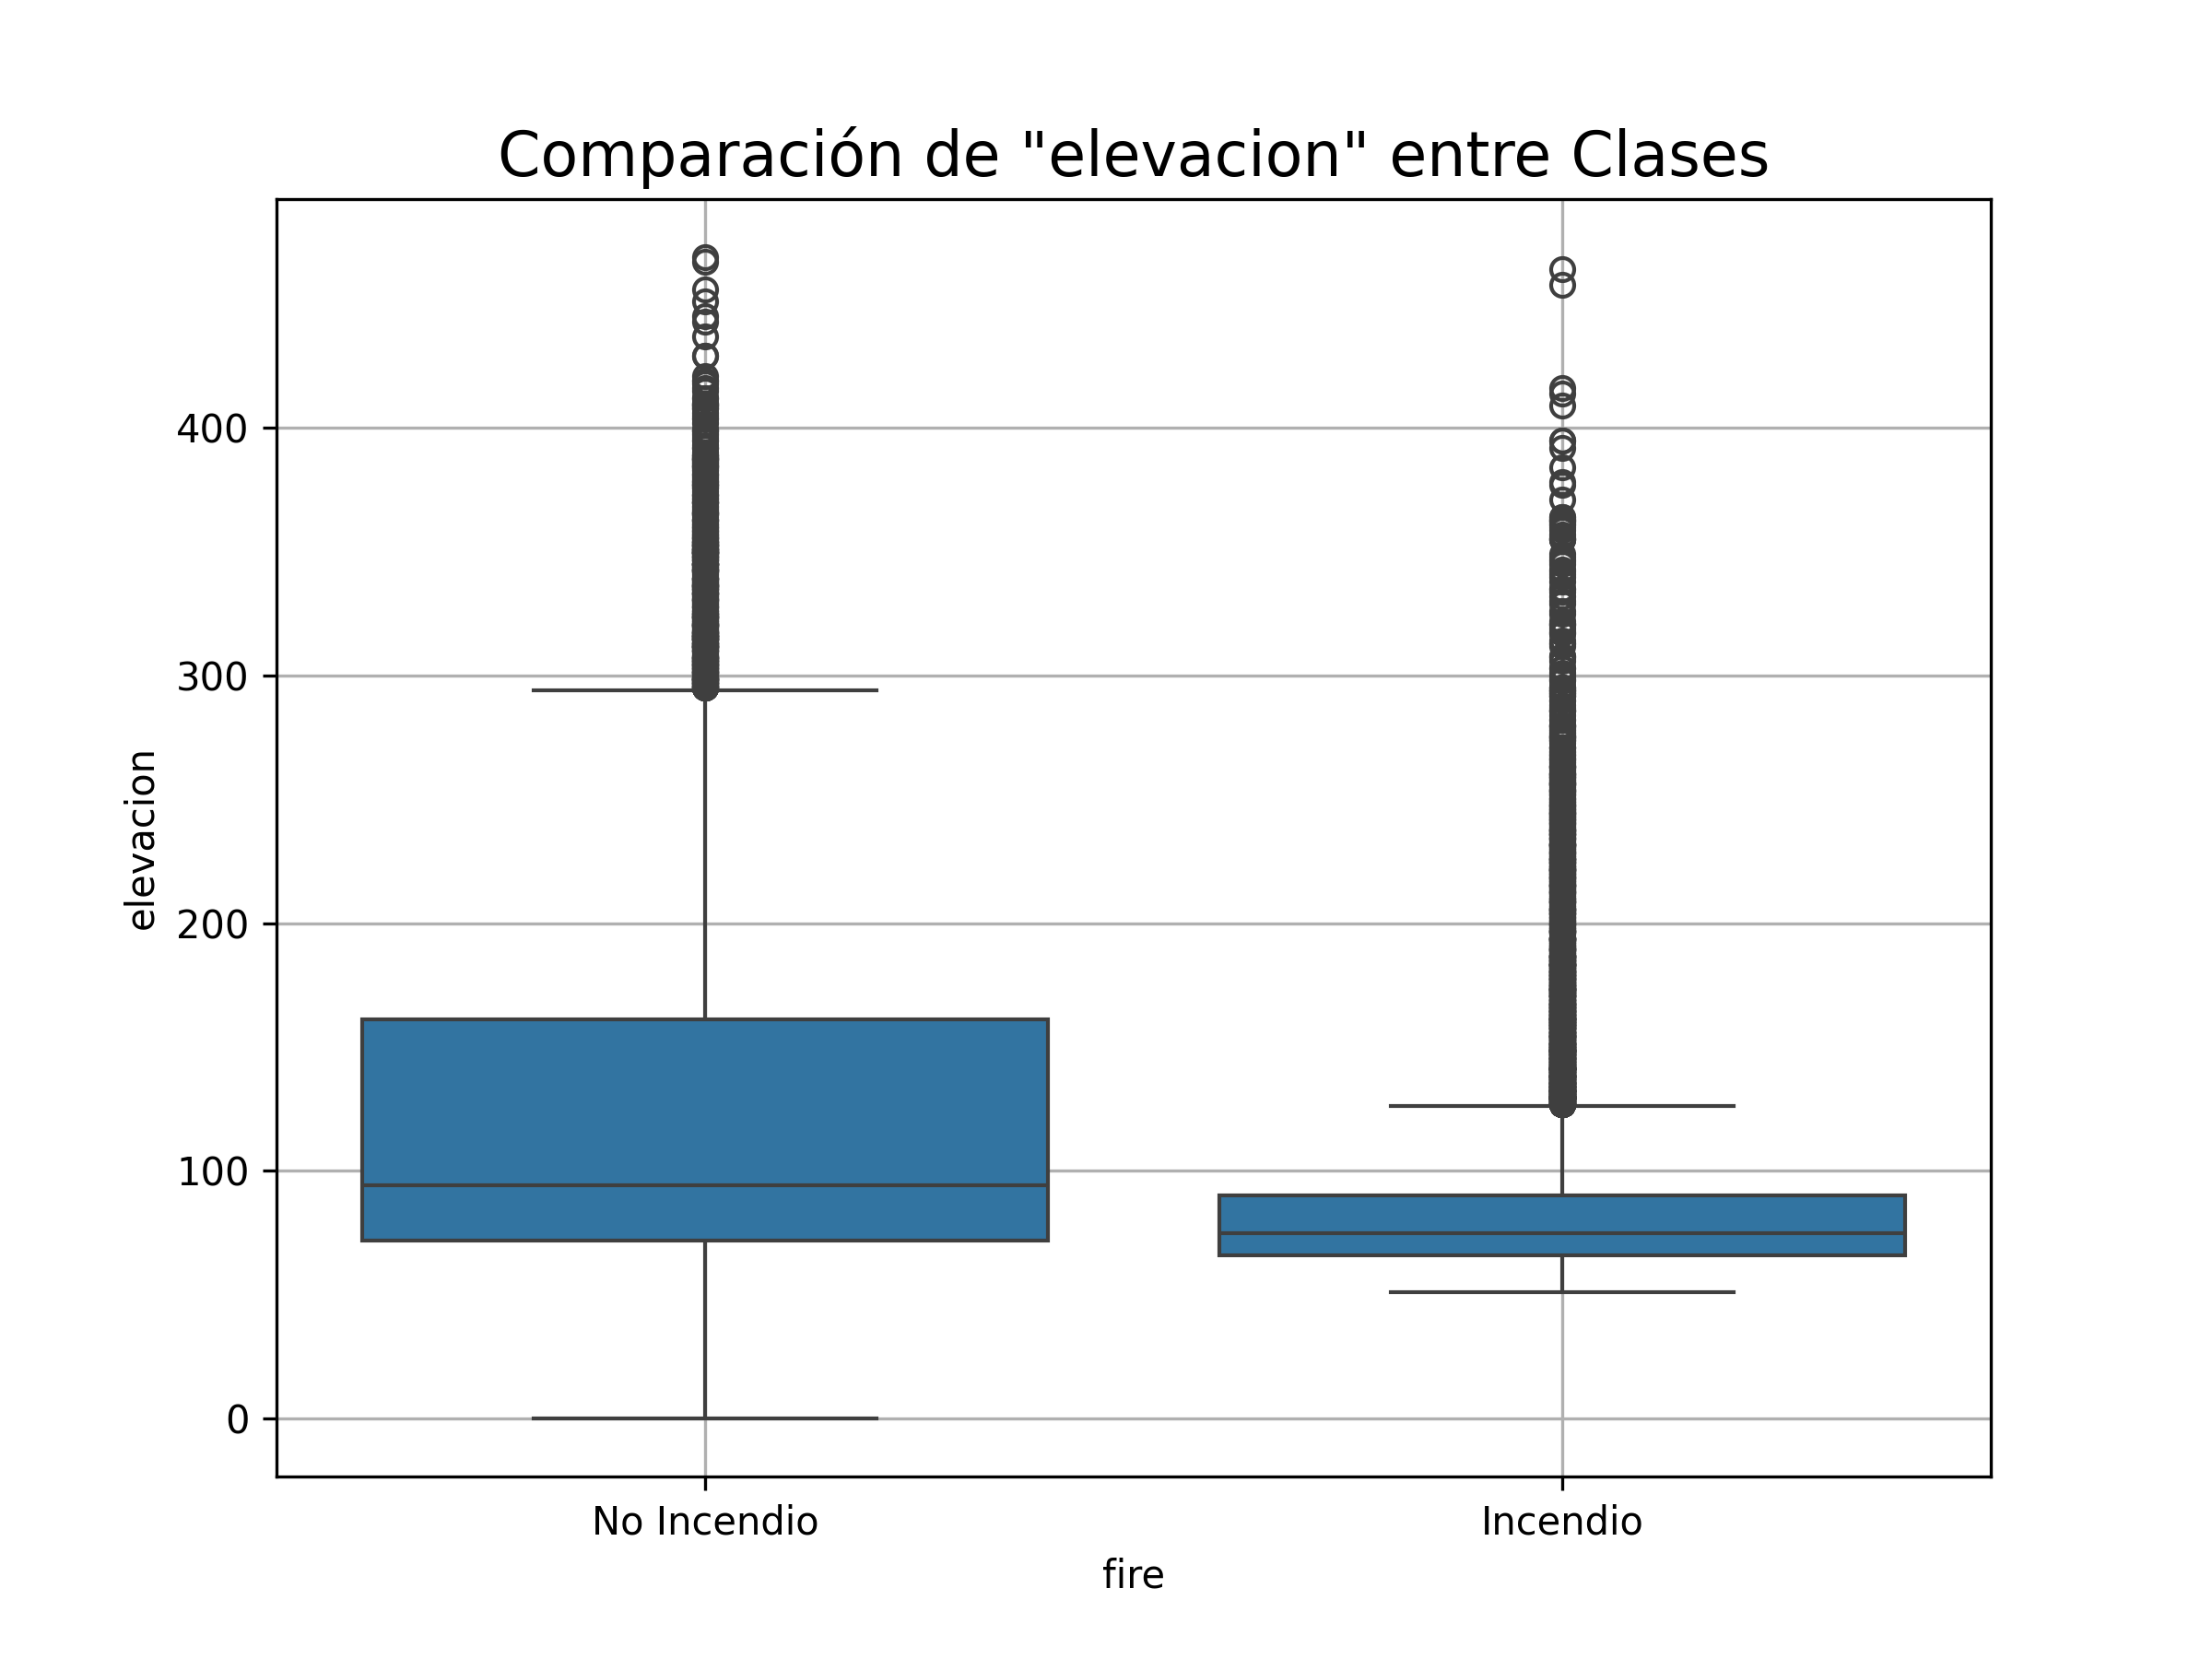 Comparación de "elevacion" entre Clases
elevacion
400
300
200
100
0
No Incendio
Incendio
fire